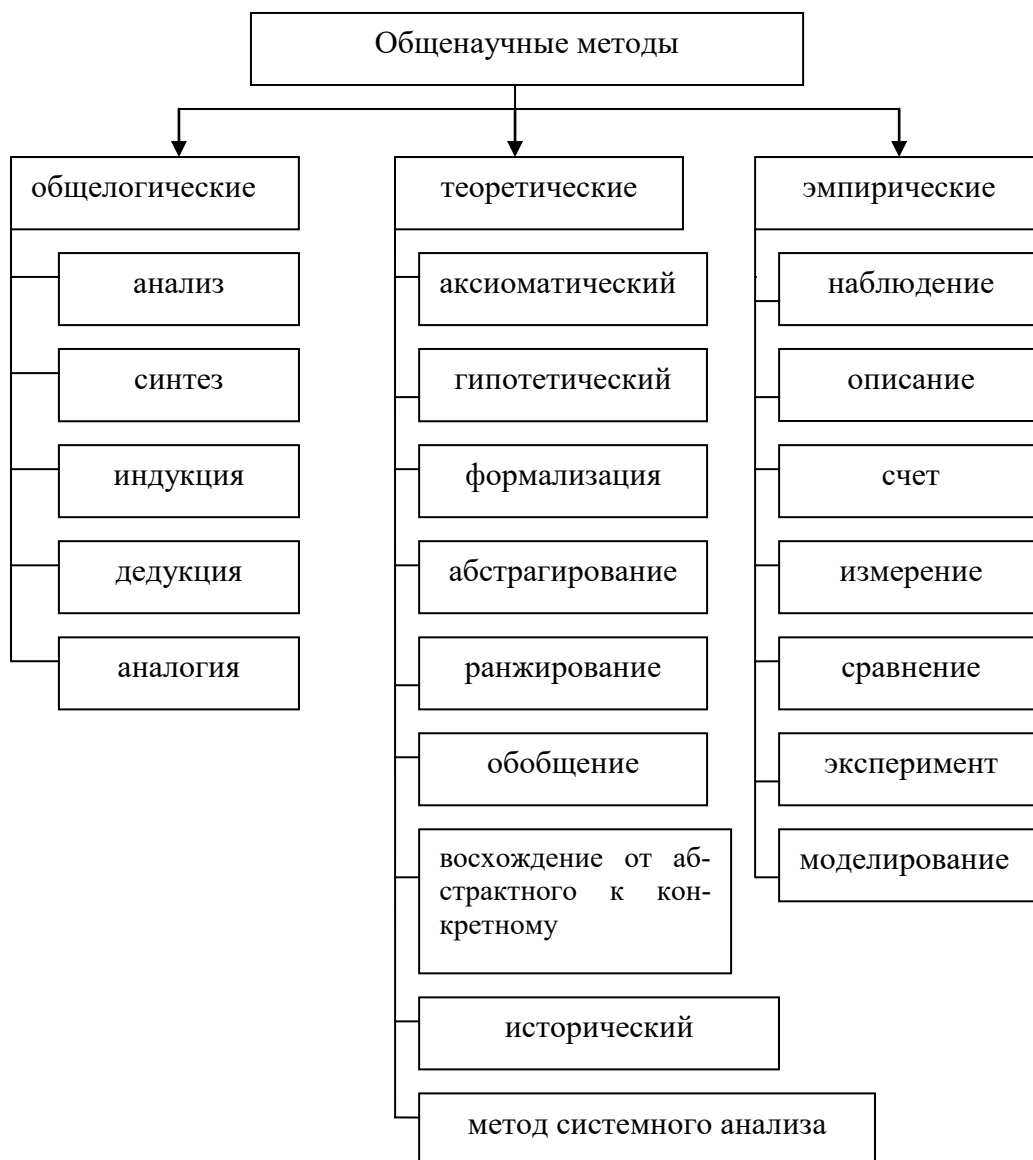 Общенаучные методы
общелогические
анализ
синтез
индукция
дедукция
аналогия
теоретические
аксиоматический
гипотетический
формализация
абстрагирование
ранжирование
обобщение
восхождение от аб-
страктного к кон-
кретному
исторический
метод системного анализа
эмпирические
наблюдение
описание
счет
измерение
сравнение
эксперимент
моделирование